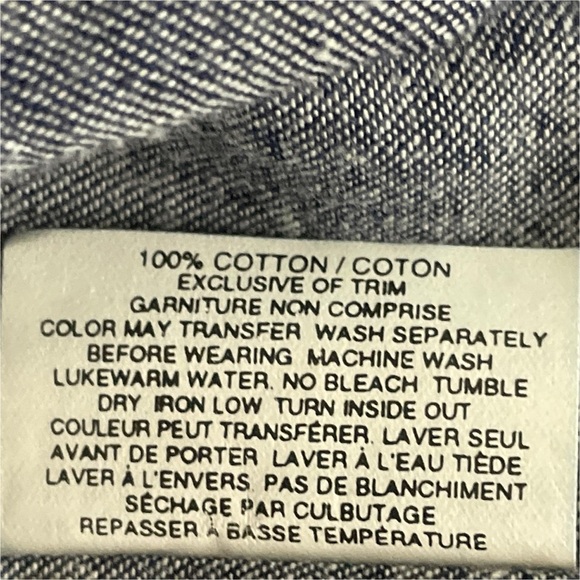 100% COTTON / COTON
EXCLUSIVE OF TRIM
GARNITURE NON COMPRISE
COLOR MAY TRANSFER WASH SEPARATELY
BEFORE WEARING MACHINE WASH
LUKEWARM WATER. NO BLEACH TUMBLE
DRY IRON LOW TURN INSIDE OUT
COULEUR PEUT TRANSFÉRER. LAVER SEUL
AVANT DE PORTER LAVER À L'EAU TIÈDE
LAVER À L'ENVERS. PAS DE BLANCHIMENT
SÉCHAGE PAR CULBUTAGE
REPASSER À BASSE TEMPÉRATURE